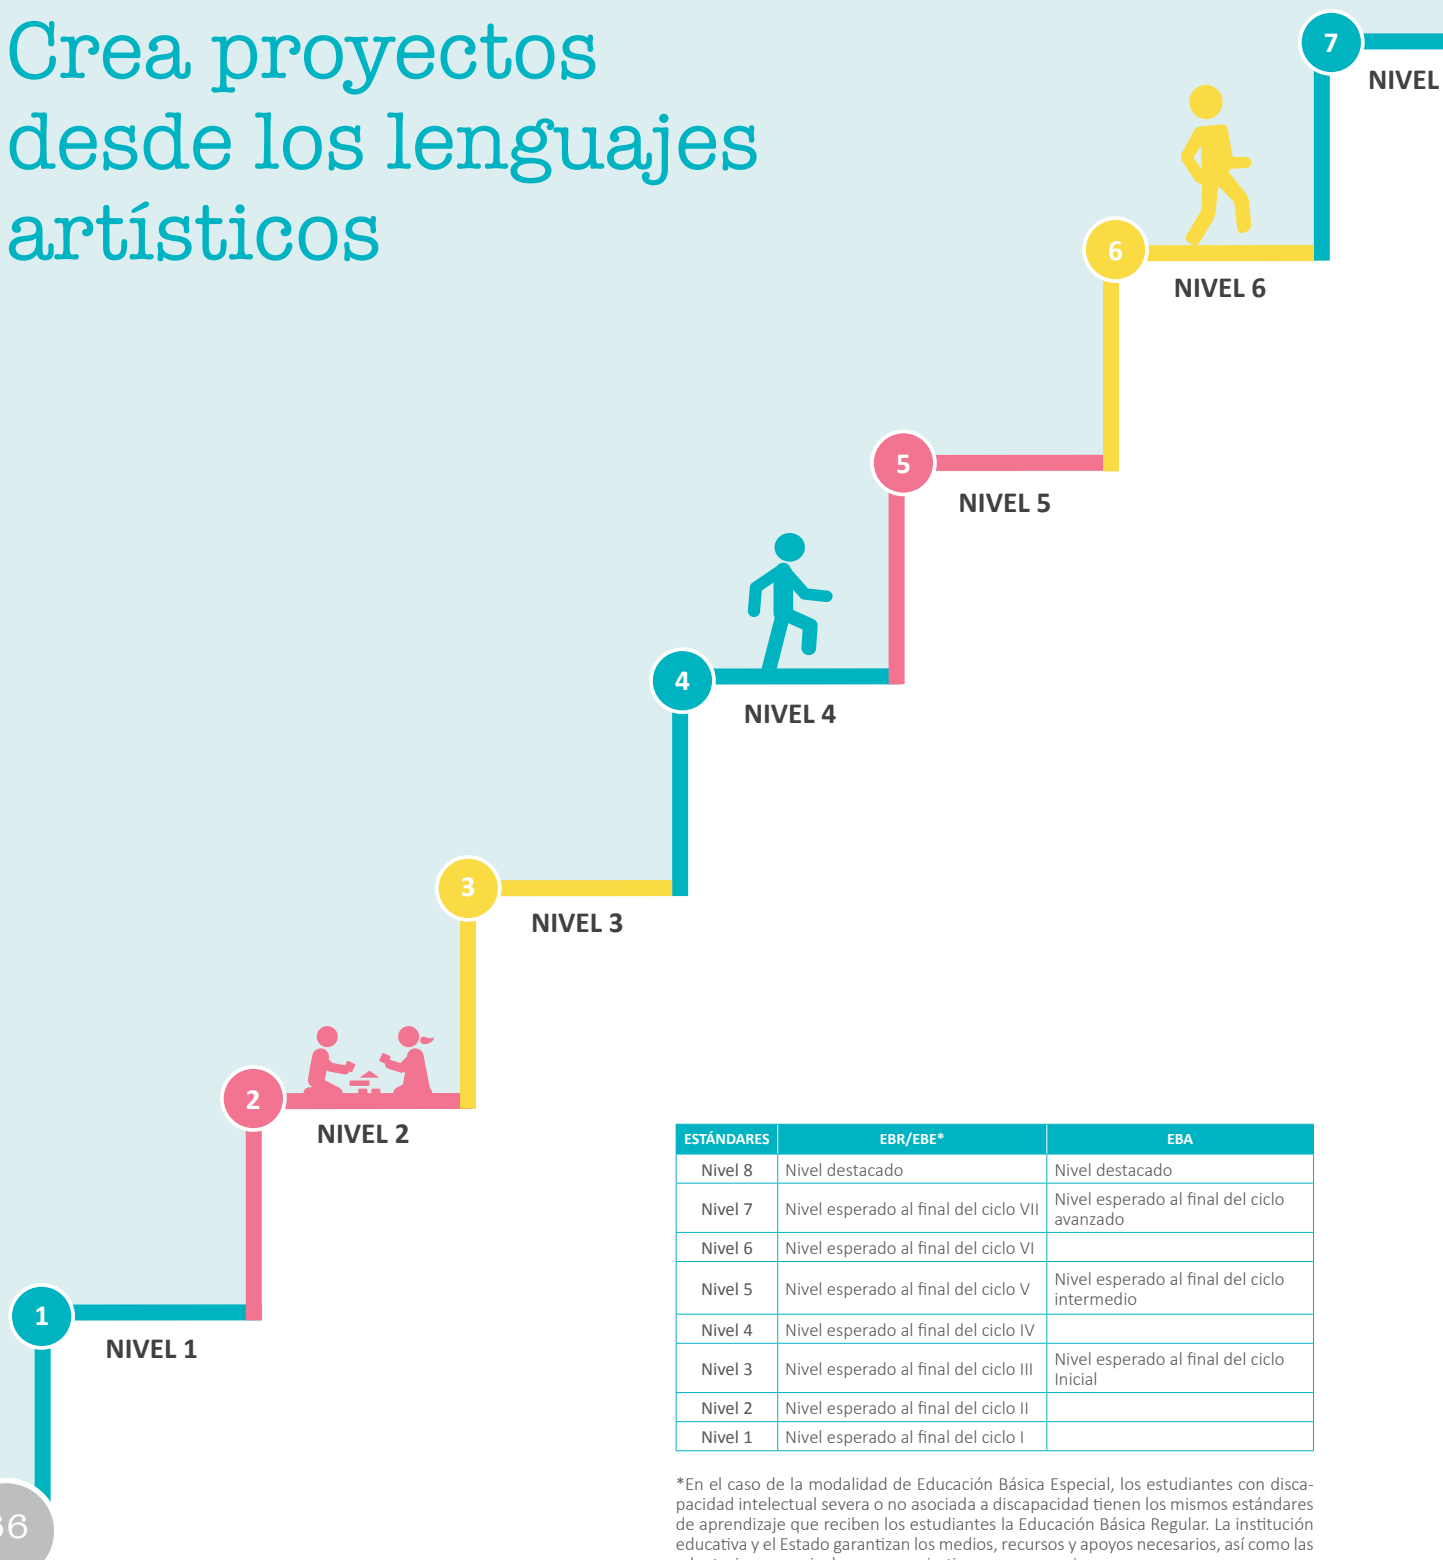 Crea proyectos
desde los lenguajes
artísticos
7
NIVEL
6
NIVEL 6
5
NIVEL 5
4
NIVEL 4
3
NIVEL 3
2
NIVEL 2
1
NIVEL 1
ESTÁNDARES EBR/EBE* EBA
Nivel 8 Nivel destacado Nivel destacado
Nivel 7 Nivel esperado al final del ciclo VII Nivel esperado al final del ciclo
avanzado
Nivel 6 Nivel esperado al final del ciclo VI
Nivel 5 Nivel esperado al final del ciclo V Nivel esperado al final del ciclo
intermedio
Nivel 4 Nivel esperado al final del ciclo IV
Nivel 3 Nivel esperado al final del ciclo III Nivel esperado al final del ciclo
Inicial
Nivel 2 Nivel esperado al final del ciclo II
Nivel 1 Nivel esperado al final del ciclo I
*En el caso de la modalidad de Educación Básica Especial, los estudiantes con disca-
pacidad intelectual severa o no asociada a discapacidad tienen los mismos estándares
de aprendizaje que reciben los estudiantes la Educación Básica Regular. La institución
educativa y el Estado garantizan los medios, recursos y apoyos necesarios, así como las